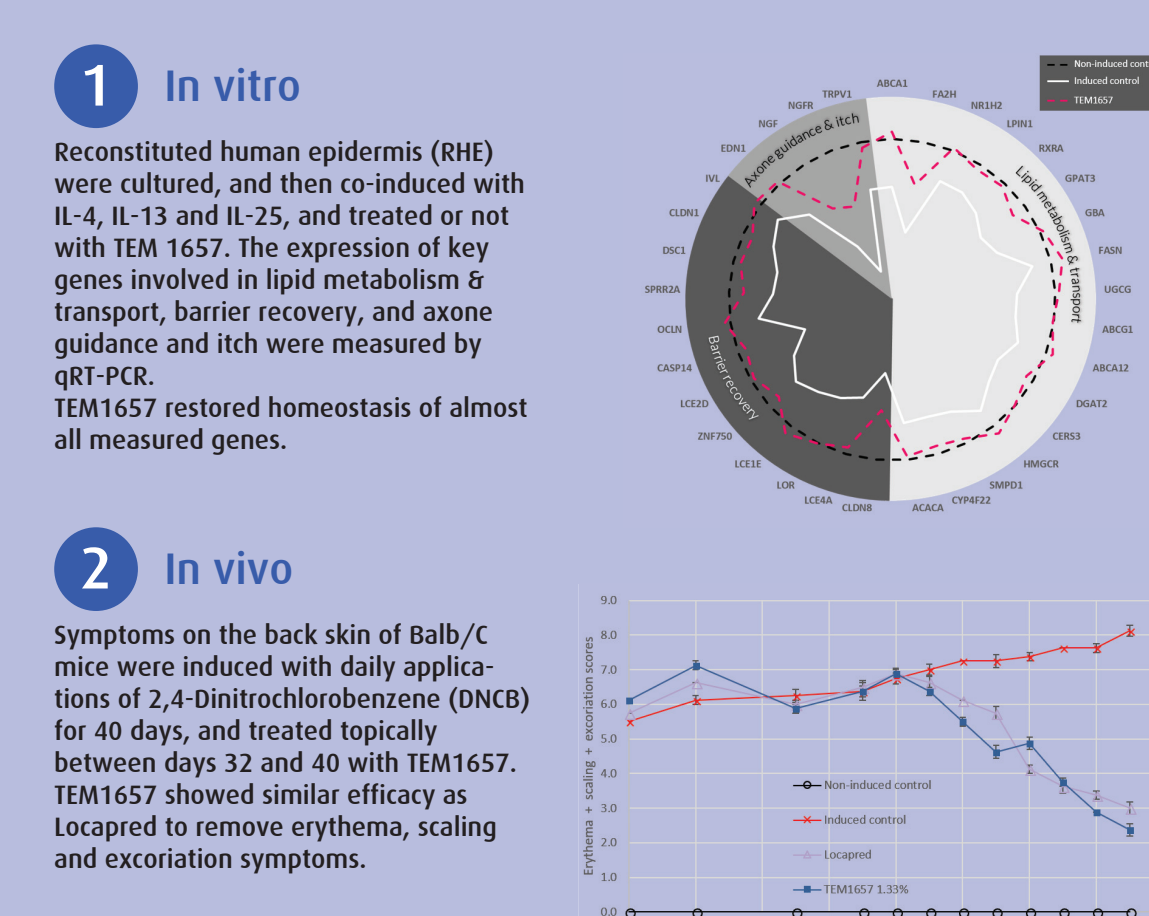 1 In vitro
Reconstituted human epidermis (RHE)
were cultured, and then co-induced with
IL-4, IL-13 and IL-25, and treated or not
with TEM 1657. The expression of key
genes involved in lipid metabolism &
transport, barrier recovery, and axone
guidance and itch were measured by
qRT-PCR.
TEM1657 restored homeostasis of almost
all measured genes.
Non-induced cont
Induced control
TEM1657
ABCA1
FA2H
NR1H2
LPIN1
RXRA
GPAT3
GBA
FASN
UGCG
ABCG1
ABCA12
DGAT2
CERS3
HMGCR
SMPD1
CYP4F22
ACACA
CLDN8
LCE4A
LOR
LCE1E
ZNF750
LCE2D
CASP14
OCLN
SPRR2A
DSC1
CLDN1
IVL
EDN1
NGF
NGFR
TRPV1
Axone guidance & itch
Lipid metabolism & transport
Barrier recovery
2 In vivo
Symptoms on the back skin of Balb/C
mice were induced with daily applica-
tions of 2,4-Dinitrochlorobenzene (DNCB)
for 40 days, and treated topically
between days 32 and 40 with TEM1657.
TEM1657 showed similar efficacy as
Locapred to remove erythema, scaling
and excoriation symptoms.
Erythema + scaling + excoriation scores
9.0
8.0
7.0
6.0
5.0
4.0
3.0
2.0
1.0
0.0
Non-induced control
Induced control
Locapred
TEM1657 1.33%